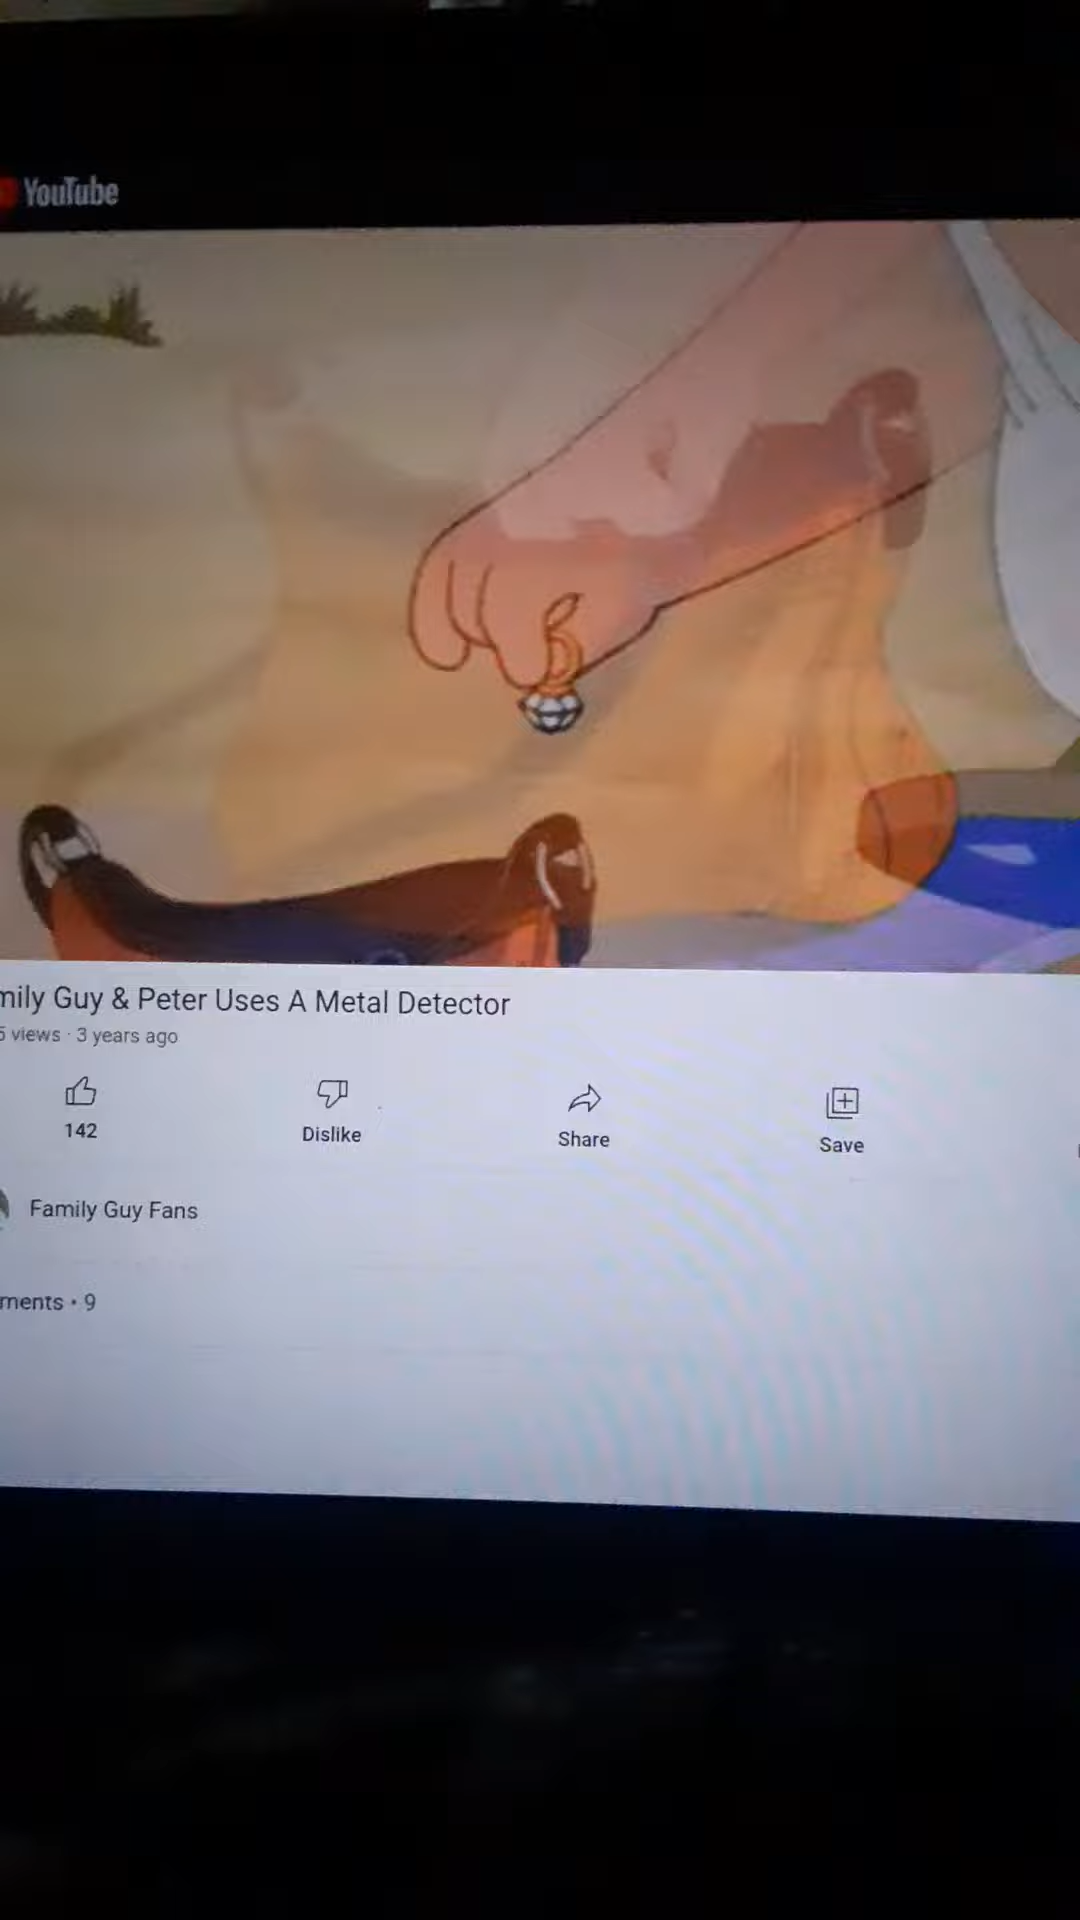 YouTube
mily Guy & Peter Uses A Metal Detector
5 views · 3 years ago
142
Dislike
Share
Save
Family Guy Fans
ments • 9